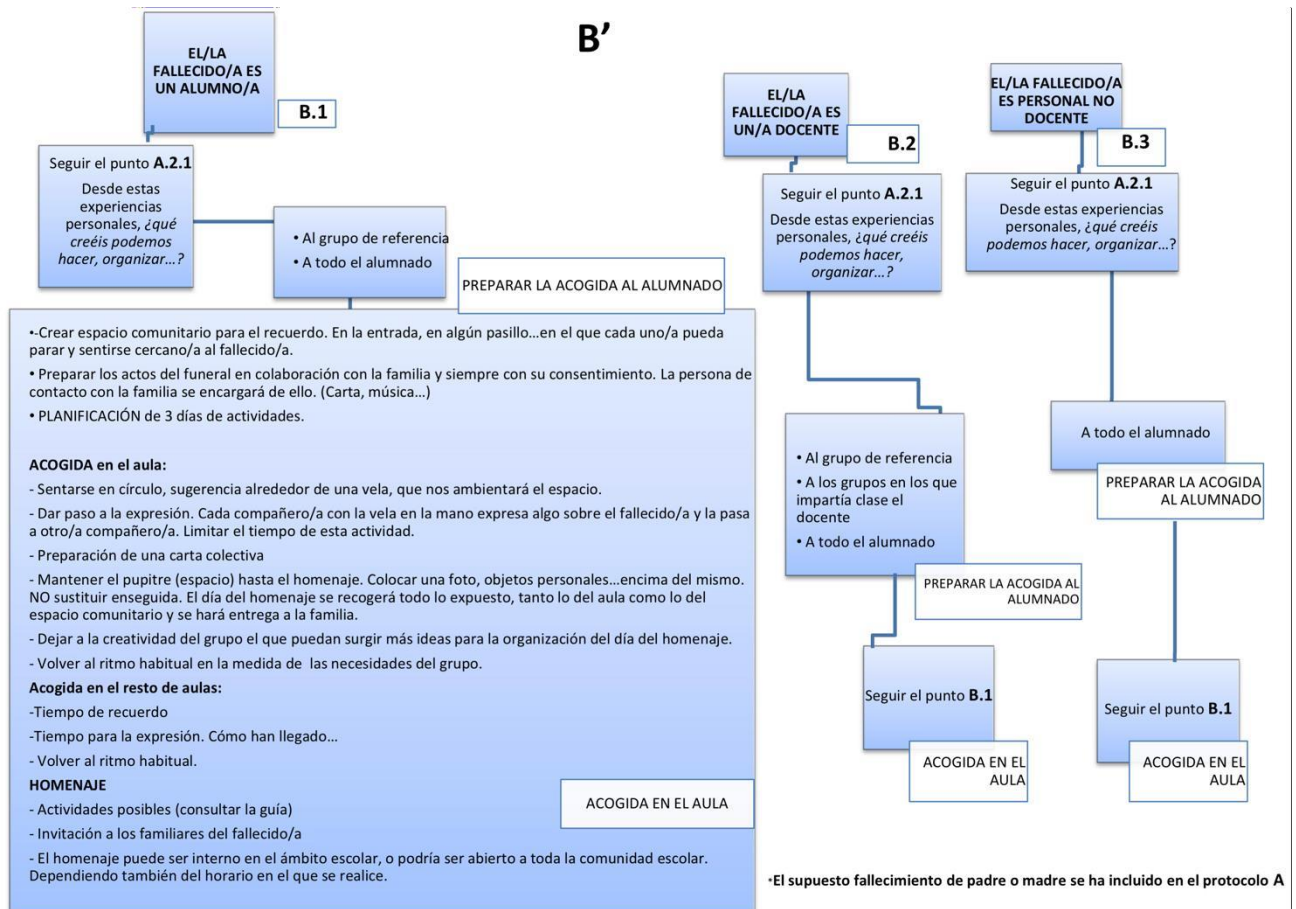 B’
EL/LA
FALLECIDO/A ES
UN ALUMNO/A
B.1
Seguir el punto A.2.1
Desde estas
experiencias
personales, ¿qué
creéis podemos
hacer, organizar...?
• Al grupo de referencia
• A todo el alumnado
PREPARAR LA ACOGIDA AL ALUMNADO
•-Crear espacio comunitario para el recuerdo. En la entrada, en algún pasillo...en el que cada uno/a pueda
parar y sentirse cercano/a al fallecido/a.
• Preparar los actos del funeral en colaboración con la familia y siempre con su consentimiento. La persona de
contacto con la familia se encargará de ello. (Carta, música...)
• PLANIFICACIÓN de 3 días de actividades.
ACOGIDA en el aula:
- Sentarse en círculo, sugerencia alrededor de una vela, que nos ambientará el espacio.
- Dar paso a la expresión. Cada compañero/a con la vela en la mano expresa algo sobre el fallecido/a y la pasa
a otro/a compañero/a. Limitar el tiempo de esta actividad.
- Preparación de una carta colectiva
- Mantener el pupitre (espacio) hasta el homenaje. Colocar una foto, objetos personales...encima del mismo.
NO sustituir enseguida. El día del homenaje se recogerá todo lo expuesto, tanto lo del aula como lo del
espacio comunitario y se hará entrega a la familia.
- Dejar a la creatividad del grupo el que puedan surgir más ideas para la organización del día del homenaje.
- Volver al ritmo habitual en la medida de las necesidades del grupo.
Acogida en el resto de aulas:
-Tiempo de recuerdo
-Tiempo para la expresión. Cómo han llegado...
- Volver al ritmo habitual.
HOMENAJE
- Actividades posibles (consultar la guía)
- Invitación a los familiares del fallecido/a
- El homenaje puede ser interno en el ámbito escolar, o podría ser abierto a toda la comunidad escolar.
Dependiendo también del horario en el que se realice.
ACOGIDA EN EL AULA
EL/LA
FALLECIDO/A ES
UN/A DOCENTE
B.2
Seguir el punto A.2.1
Desde estas experiencias
personales, ¿qué creéis
podemos hacer,
organizar...?
• Al grupo de referencia
• A los grupos en los que
impartía clase el
docente
• A todo el alumnado
PREPARAR LA ACOGIDA AL
ALUMNADO
Seguir el punto B.1
ACOGIDA EN EL
AULA
EL/LA FALLECIDO/A
ES PERSONAL NO
DOCENTE
B.3
Seguir el punto A.2.1
Desde estas experiencias
personales, ¿qué creéis
podemos hacer, organizar...?
A todo el alumnado
PREPARAR LA ACOGIDA
AL ALUMNADO
Seguir el punto B.1
ACOGIDA EN EL
AULA
•El supuesto fallecimiento de padre o madre se ha incluido en el protocolo A